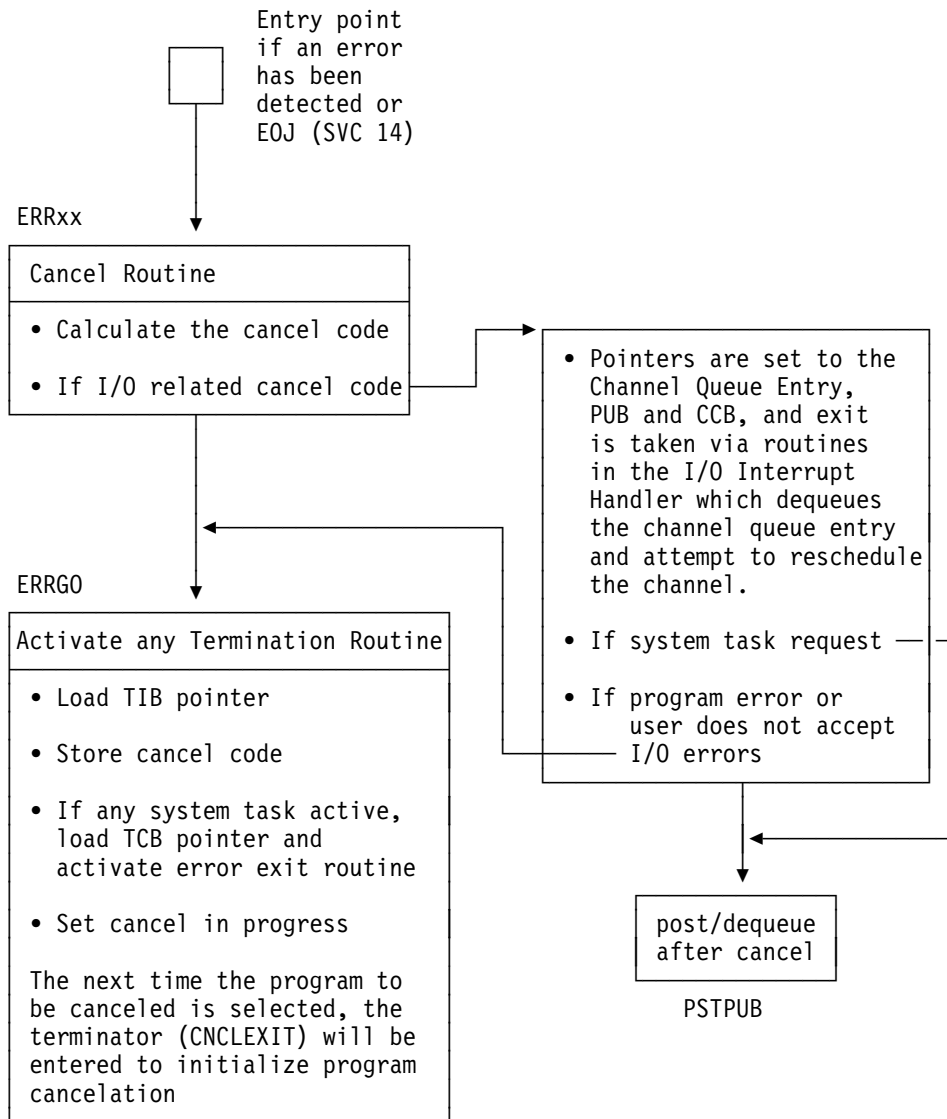 Entry point
if an error
has been
detected or
EOJ (SVC 14)
ERRxx
Cancel Routine
• Calculate the cancel code
• If I/O related cancel code
• Pointers are set to the
Channel Queue Entry,
PUB and CCB, and exit
is taken via routines
in the I/O Interrupt
Handler which dequeues
the channel queue entry
and attempt to reschedule
the channel.
• If system task request
• If program error or
user does not accept
I/O errors
ERRGO
Activate any Termination Routine
• Load TIB pointer
• Store cancel code
• If any system task active,
load TCB pointer and
activate error exit routine
• Set cancel in progress
The next time the program to
be canceled is selected, the
terminator (CNCLEXIT) will be
entered to initialize program
cancelation
post/dequeue
after cancel
PSTPUB